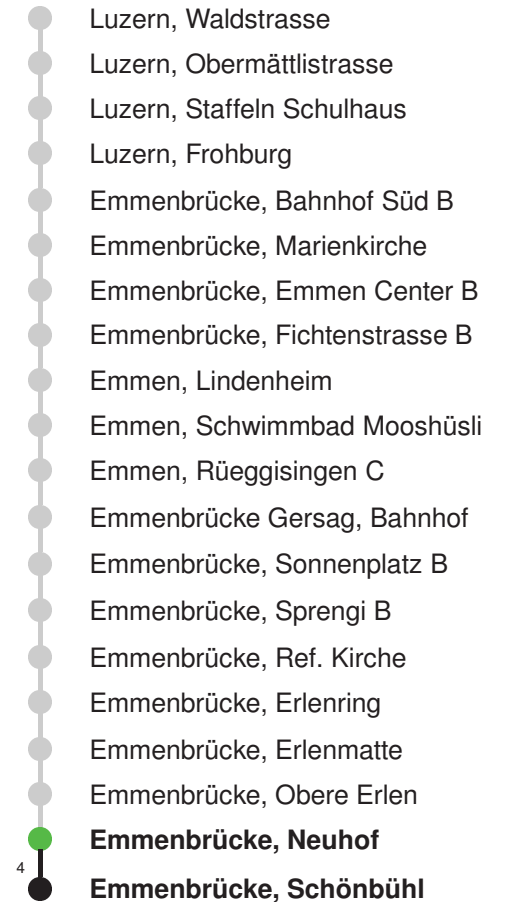 Luzern, Waldstrasse
Luzern, Obermättlistrasse
Luzern, Staffeln Schulhaus
Luzern, Frohburg
Emmenbrücke, Bahnhof Süd B
Emmenbrücke, Marienkirche
Emmenbrücke, Emmen Center B
Emmenbrücke, Fichtenstrasse B
Emmen, Lindenheim
Emmen, Schwimmbad Mooshüsli
Emmen, Rüeggisingen C
Emmenbrücke Gersag, Bahnhof
Emmenbrücke, Sonnenplatz B
Emmenbrücke, Sprengi B
Emmenbrücke, Ref. Kirche
Emmenbrücke, Erlenring
Emmenbrücke, Erlenmatte
Emmenbrücke, Obere Erlen
Emmenbrücke, Neuhof
4
Emmenbrücke, Schönbühl